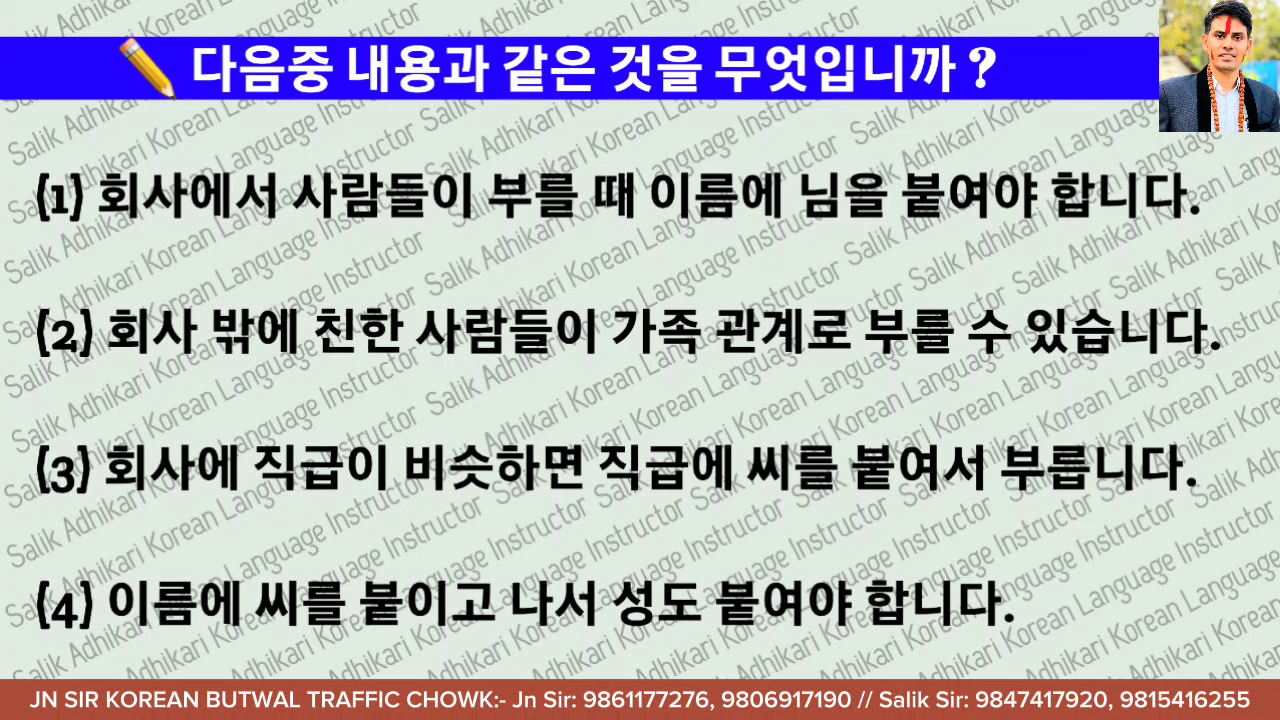 다음중 내용과 같은 것을 무엇입니까 ?
(1) 회사에서 사람들이 부를 때 이름에 님을 붙여야 합니다.
(2) 회사 밖에 친한 사람들이 가족 관계로 부룰 수 있습니다.
(3) 회사에 직급이 비슷하면 직급에 씨를 붙여서 부릅니다.
(4) 이름에 씨를 붙이고 나서 성도 붙여야 합니다.
JN SIR KOREAN BUTWAL TRAFFIC CHOWK:- Jn Sir: 9861177276, 9806917190 // Salik Sir: 9847417920, 9815416255
Salik Adhikari Korean Language Instructor